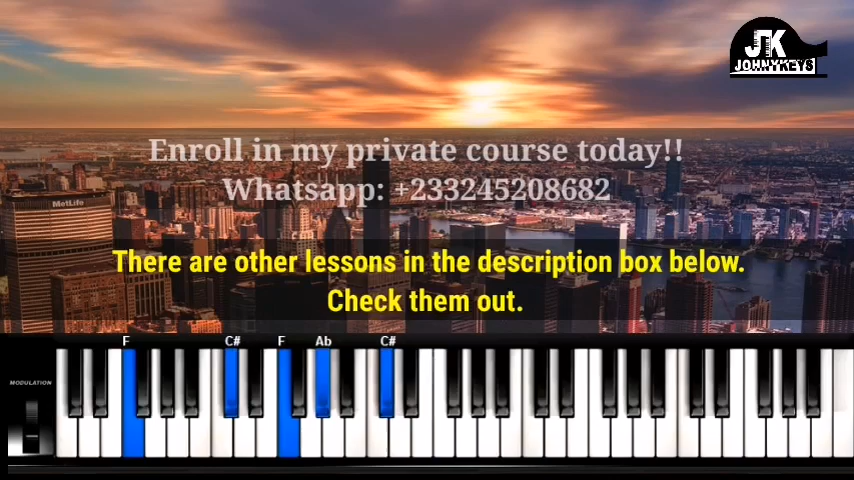 JK
JOHNYKEYS
Enroll in my private course today!!
Whatsapp: +233245208682
MetLife
There are other lessons in the description box below.
Check them out.
F C# F Ab C#
MODULATION